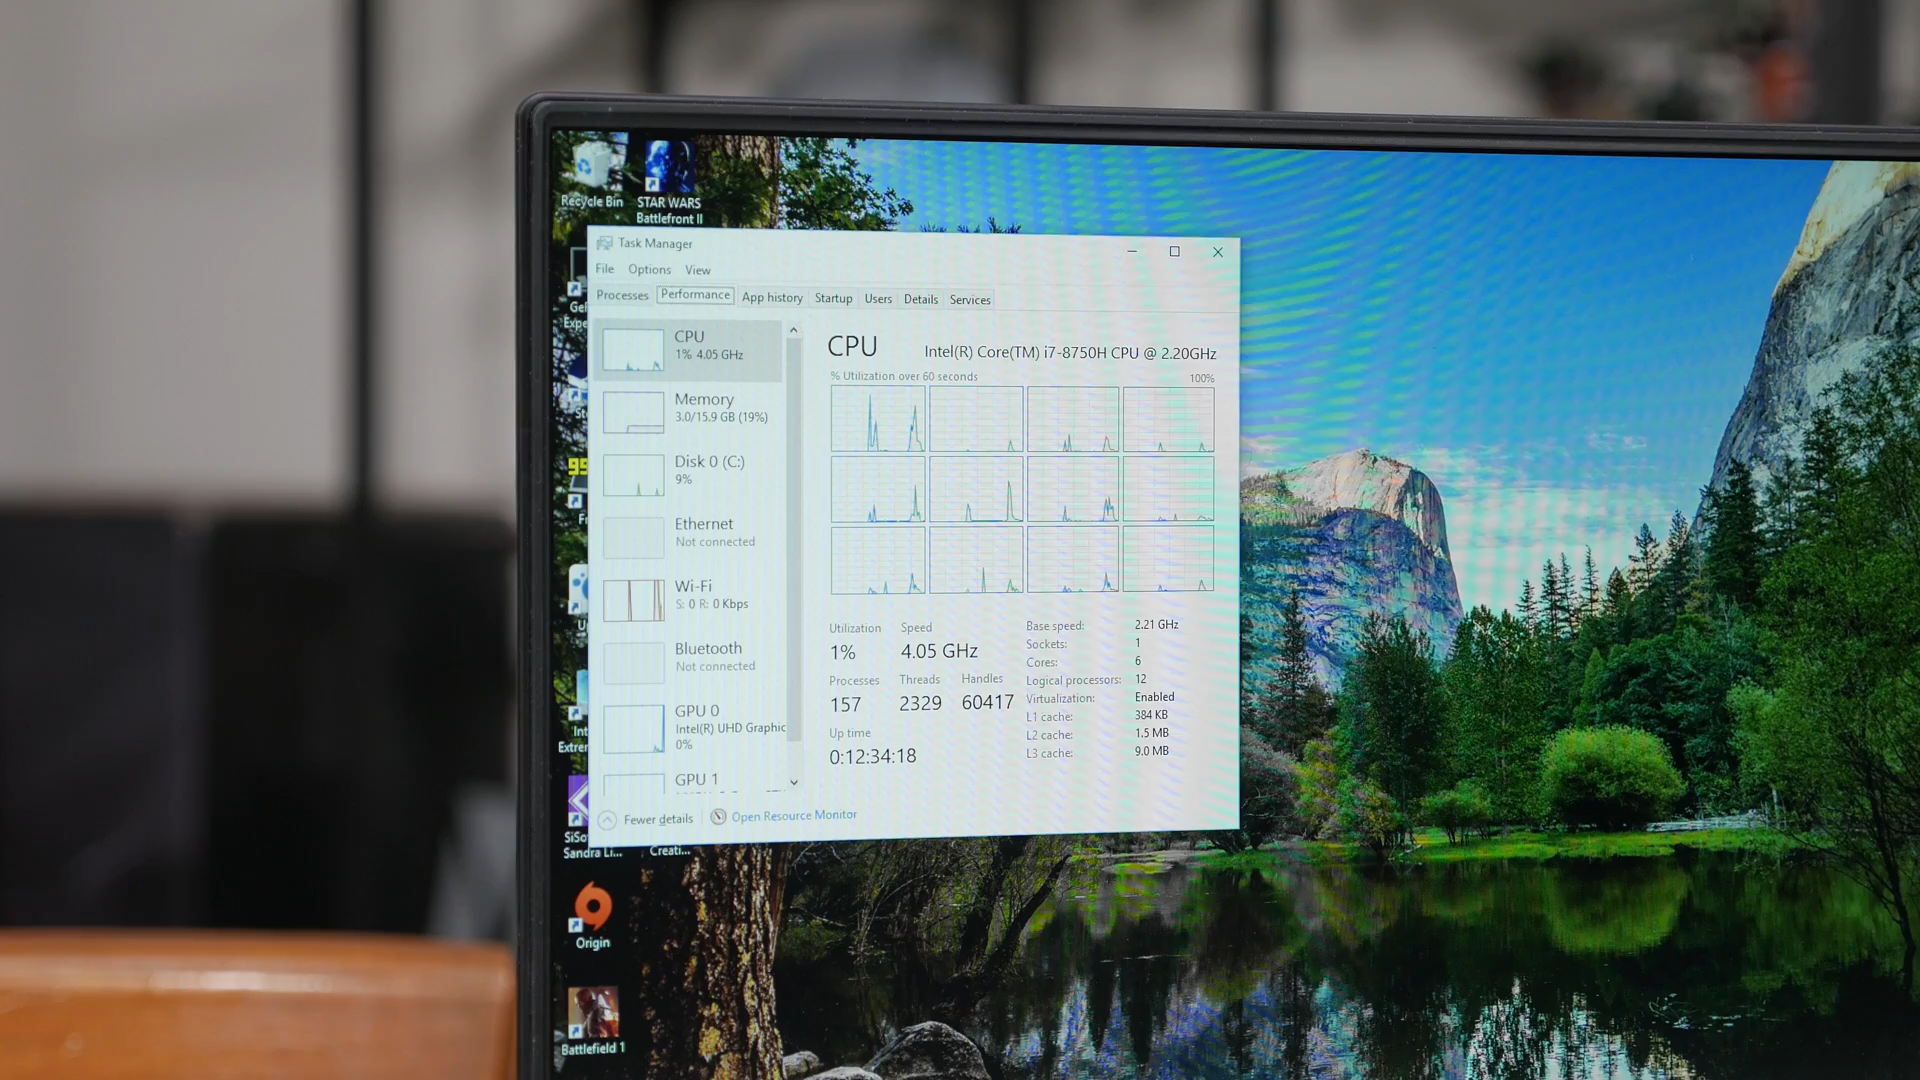 Recycle Bin
STAR WARS
Battlefront II
Task Manager
File Options View
Processes Performance App history Startup Users Details Services
CPU
1% 4.05 GHz
Memory
3.0/15.9 GB (19%)
Disk 0 (C:)
9%
Ethernet
Not connected
Wi-Fi
S: 0 R: 0 Kbps
Bluetooth
Not connected
GPU 0
Intel(R) UHD Graphic
0%
GPU 1
CPU
Intel(R) Core(TM) i7-8750H CPU @ 2.20GHz
% Utilization over 60 seconds 100%
Utilization Speed
1% 4.05 GHz
Processes Threads Handles
157 2329 60417
Up time
0:12:34:18
Base speed: 2.21 GHz
Sockets: 1
Cores: 6
Logical processors: 12
Virtualization: Enabled
L1 cache: 384 KB
L2 cache: 1.5 MB
L3 cache: 9.0 MB
Fewer details Open Resource Monitor
Sandra Li...
Creati...
Origin
Battlefield 1